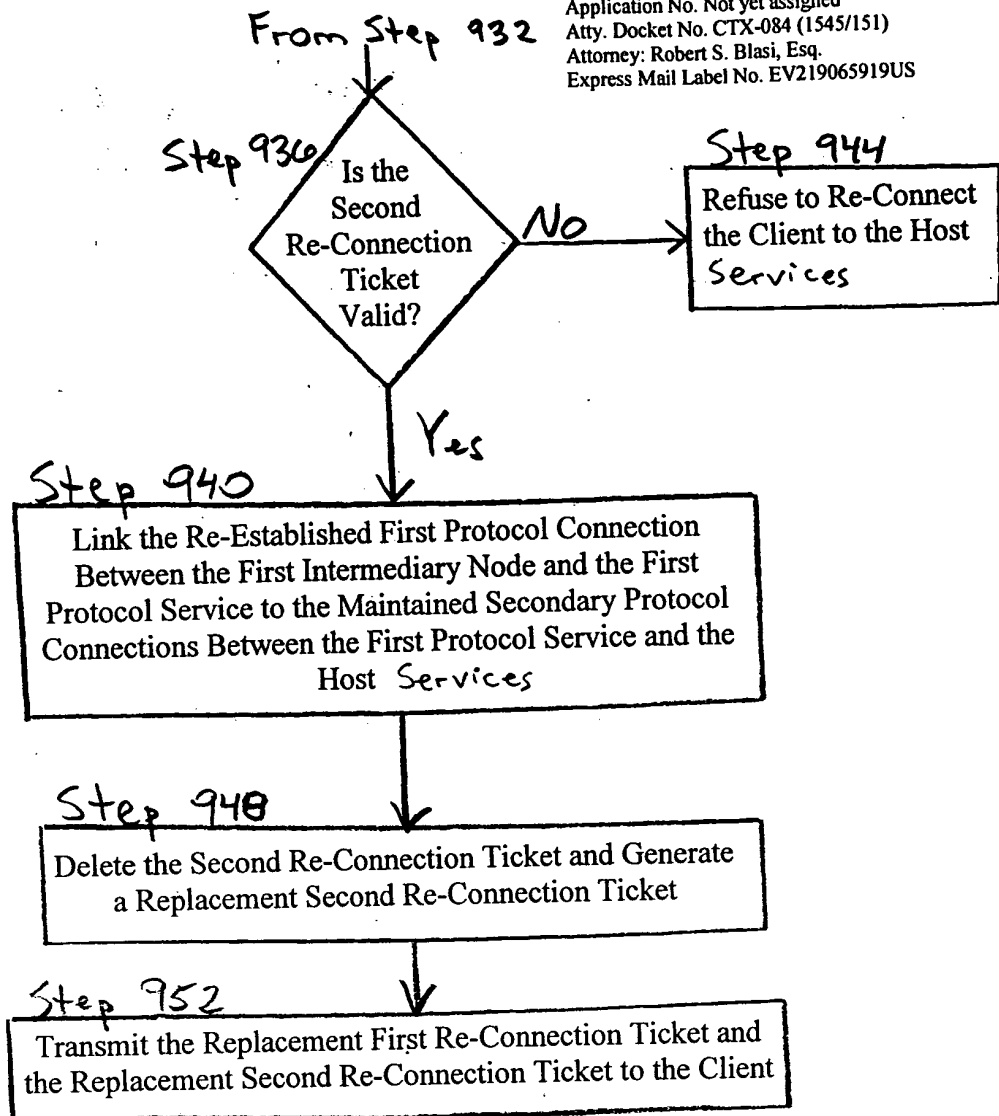 Application No. Not yet assigned
Atty. Docket No. CTX-084 (1545/151)
Attorney: Robert S. Blasi, Esq.
Express Mail Label No. EV219065919US
From Step 932
Step 936
Is the
Second
Re-Connection
Ticket
Valid?
No
Step 944
Refuse to Re-Connect
the Client to the Host
Services
Yes
Step 940
Link the Re-Established First Protocol Connection
Between the First Intermediary Node and the First
Protocol Service to the Maintained Secondary Protocol
Connections Between the First Protocol Service and the
Host Services
Step 948
Delete the Second Re-Connection Ticket and Generate
a Replacement Second Re-Connection Ticket
Step 952
Transmit the Replacement First Re-Connection Ticket and
the Replacement Second Re-Connection Ticket to the Client